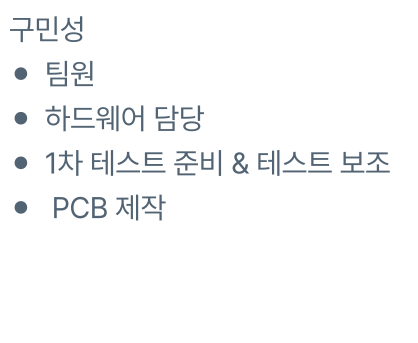 구민성
• 팀원
• 하드웨어 담당
• 1차 테스트 준비 & 테스트 보조
• PCB 제작